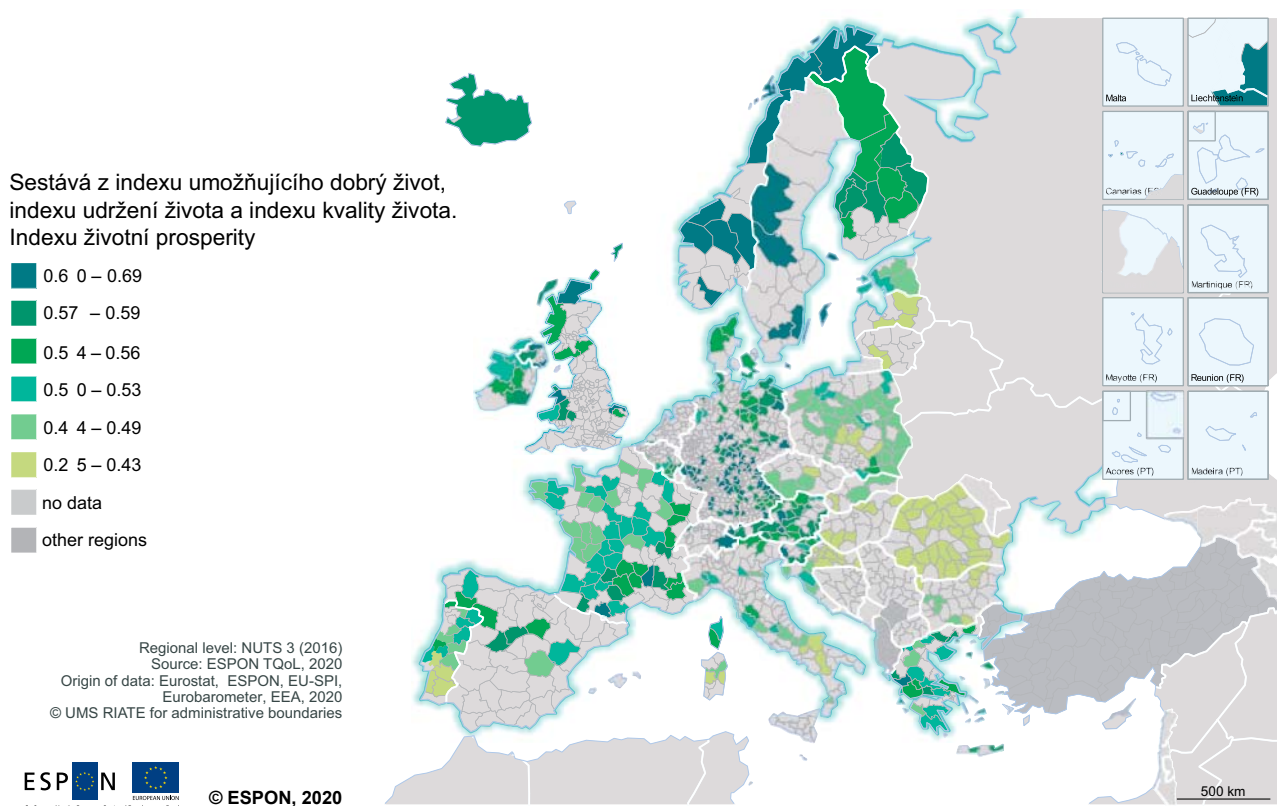 Sestává z indexu umožňujícího dobrý život,
indexu udržení života a indexu kvality života.
Indexu životní prosperity
0.6 0 – 0.69
0.57 – 0.59
0.5 4 – 0.56
0.5 0 – 0.53
0.4 4 – 0.49
0.2 5 – 0.43
no data
other regions
Regional level: NUTS 3 (2016)
Source: ESPON TQoL, 2020
Origin of data: Eurostat, ESPON, EU-SPI,
Eurobarometer, EEA, 2020
© UMS RIATE for administrative boundaries
ESPON
EUROPEAN UNION
© ESPON, 2020
Malta
Liechtenstein
Canarias
Guadeloupe (FR)
Martinique (FR)
Mayotte (FR)
Reunion (FR)
Acores (PT)
Madeira (PT)
500 km